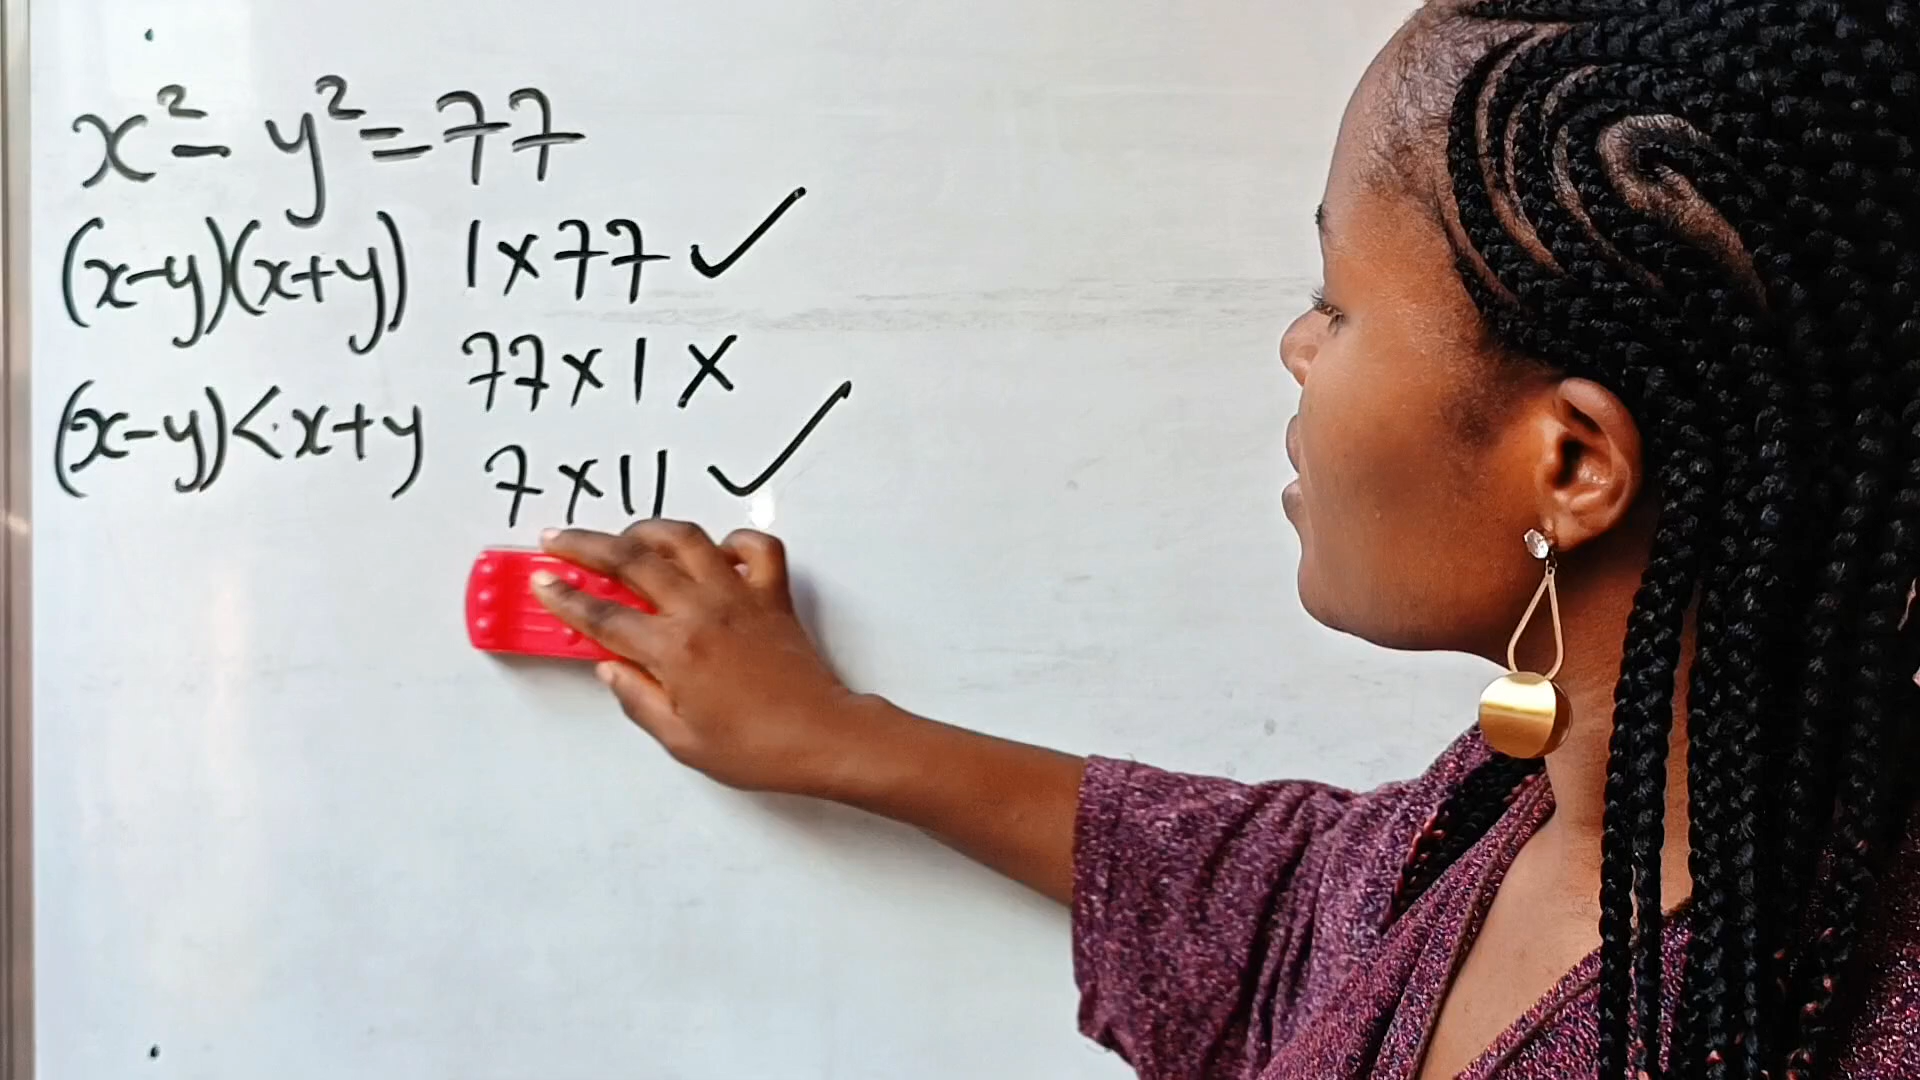 x² - y² = 77
(x-y)(x+y) 1 x 77 ✓
77 x 1 x
(x-y) < x+y
7 x 11 ✓